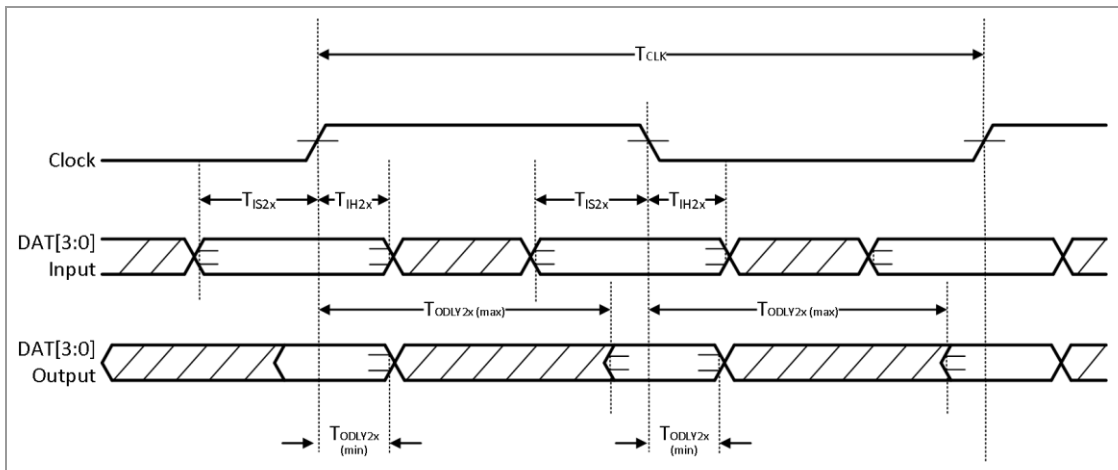 TCLK
Clock
TIS2x TIH2x TIS2x TIH2x
DAT[3:0]
Input
TODLY2x (max) TODLY2x (max)
DAT[3:0]
Output
TODLY2x
(min)
TODLY2x
(min)